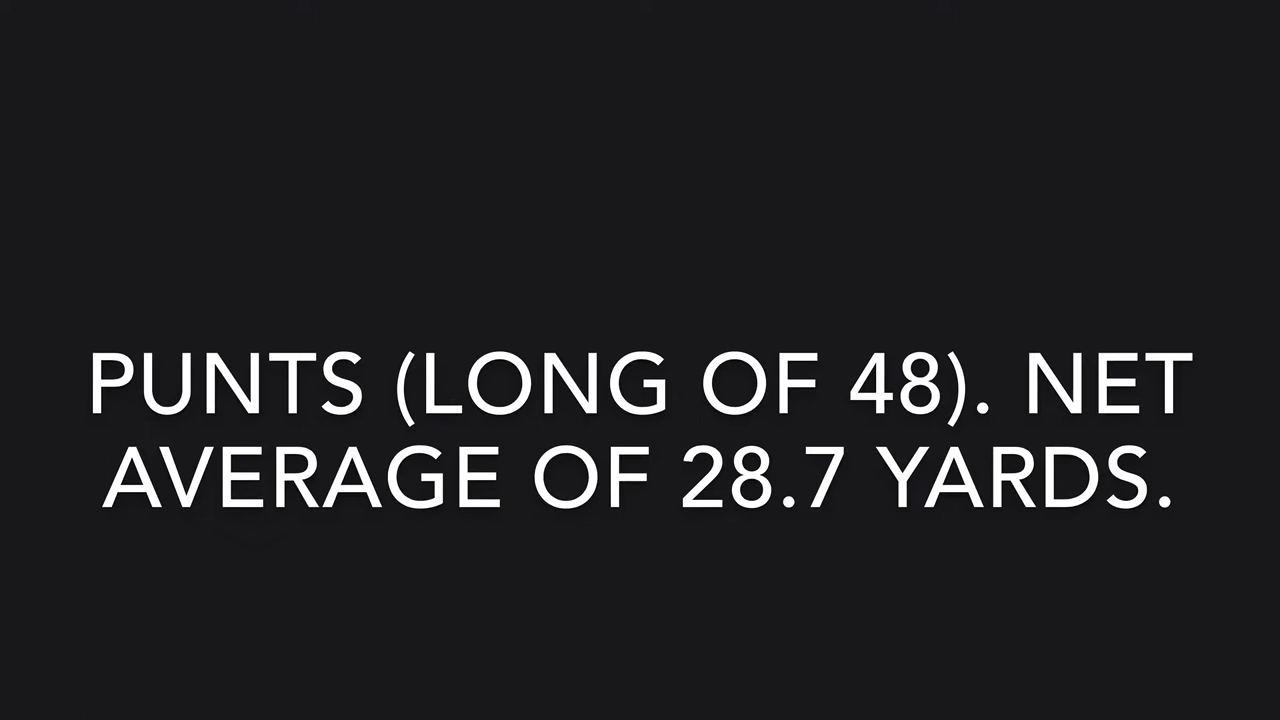 PUNTS (LONG OF 48). NET
AVERAGE OF 28.7 YARDS.